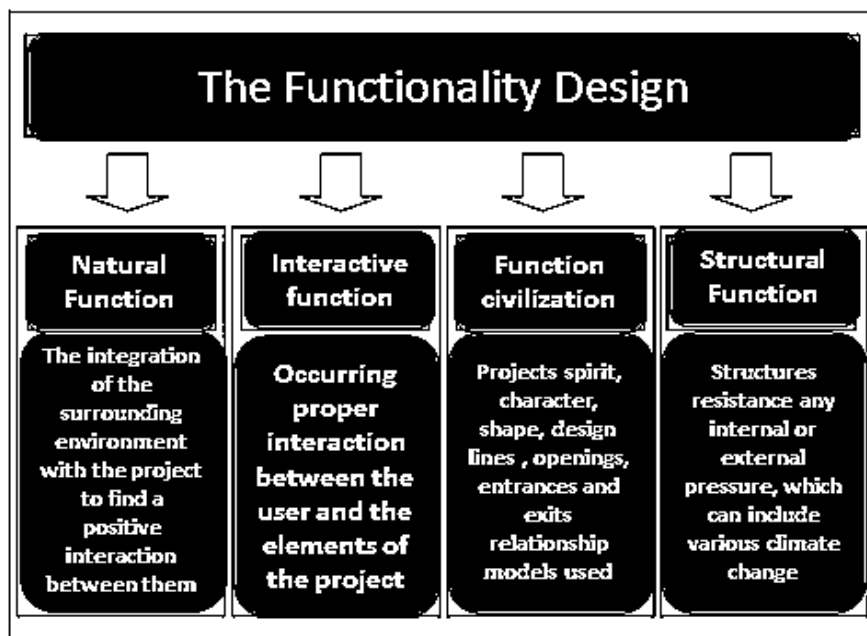 The Functionality Design
Natural
Function
Interactive
function
Function
civilization
Structural
Function
The integration
of the
surrounding
environment
with the project
to find a
positive
interaction
between them
Occurring
proper
interaction
between the
user and the
elements of
the project
Projects spirit,
character,
shape, design
lines , openings,
entrances and
exits
relationship
models used
Structures
resistance any
internal or
external
pressure, which
can include
various climate
change